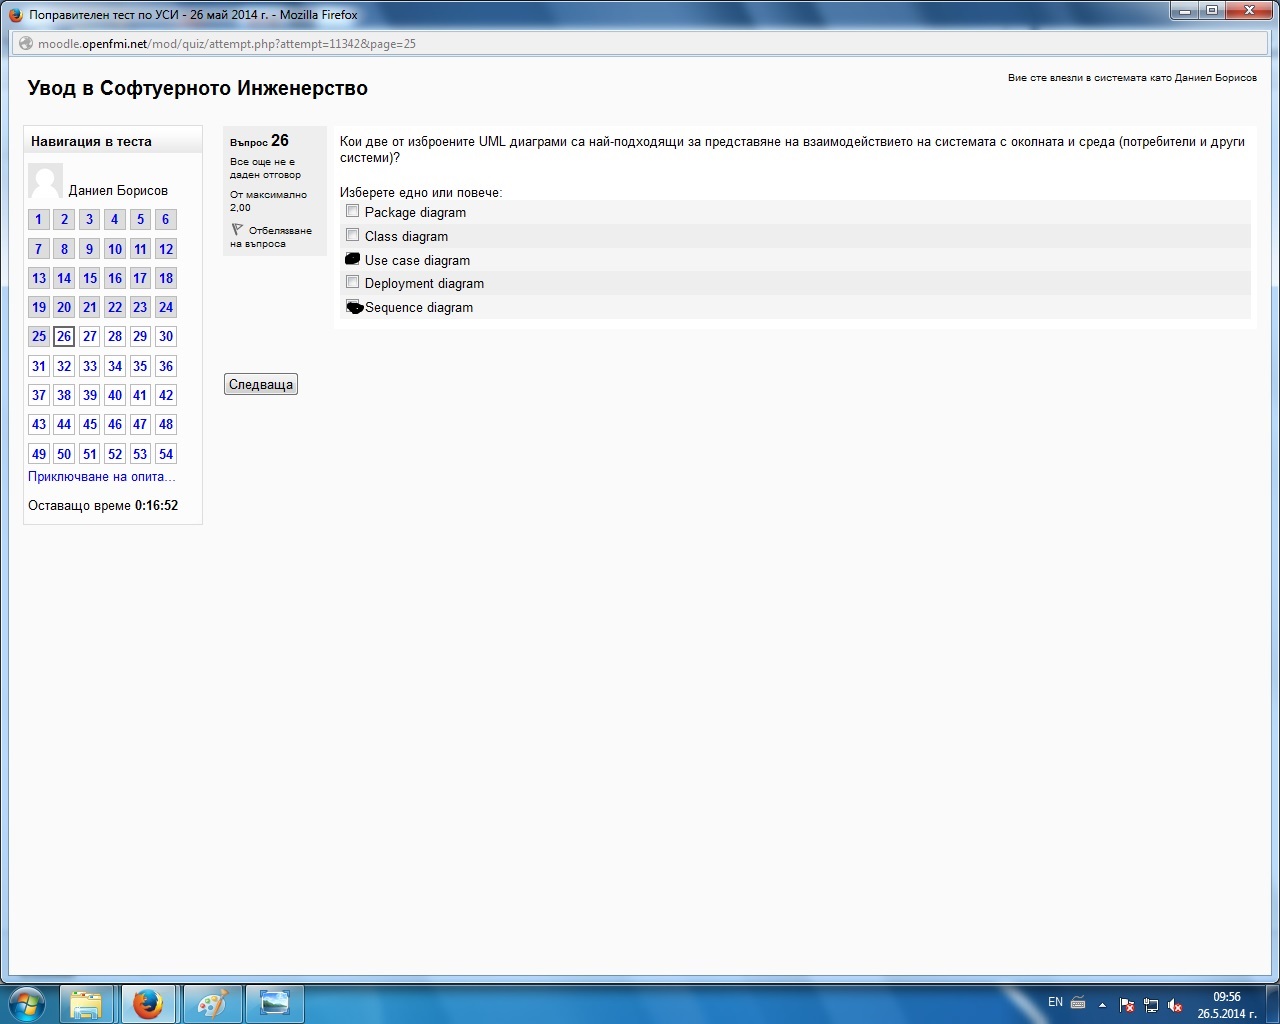 Поправителен тест по УСИ - 26 май 2014 г. - Mozilla Firefox
moodle.openfmi.net/mod/quiz/attempt.php?attempt=11342&page=25
Увод в Софтуерното Инженерство
Вие сте влезли в системата като Даниел Борисов
Навигация в теста
Даниел Борисов
1 2 3 4 5 6
7 8 9 10 11 12
13 14 15 16 17 18
19 20 21 22 23 24
25 26 27 28 29 30
31 32 33 34 35 36
37 38 39 40 41 42
43 44 45 46 47 48
49 50 51 52 53 54
Приключване на опита...
Оставащо време 0:16:52
Въпрос 26
Все още не е
даден отговор
От максимално
2,00
Отбелязване
на въпроса
Кои две от изброените UML диаграми са най-подходящи за представяне на взаимодействието на системата с околната и среда (потребители и други
системи)?
Изберете едно или повече:
Package diagram
Class diagram
Use case diagram
Deployment diagram
Sequence diagram
Следваща
EN
09:56
26.5.2014 г.